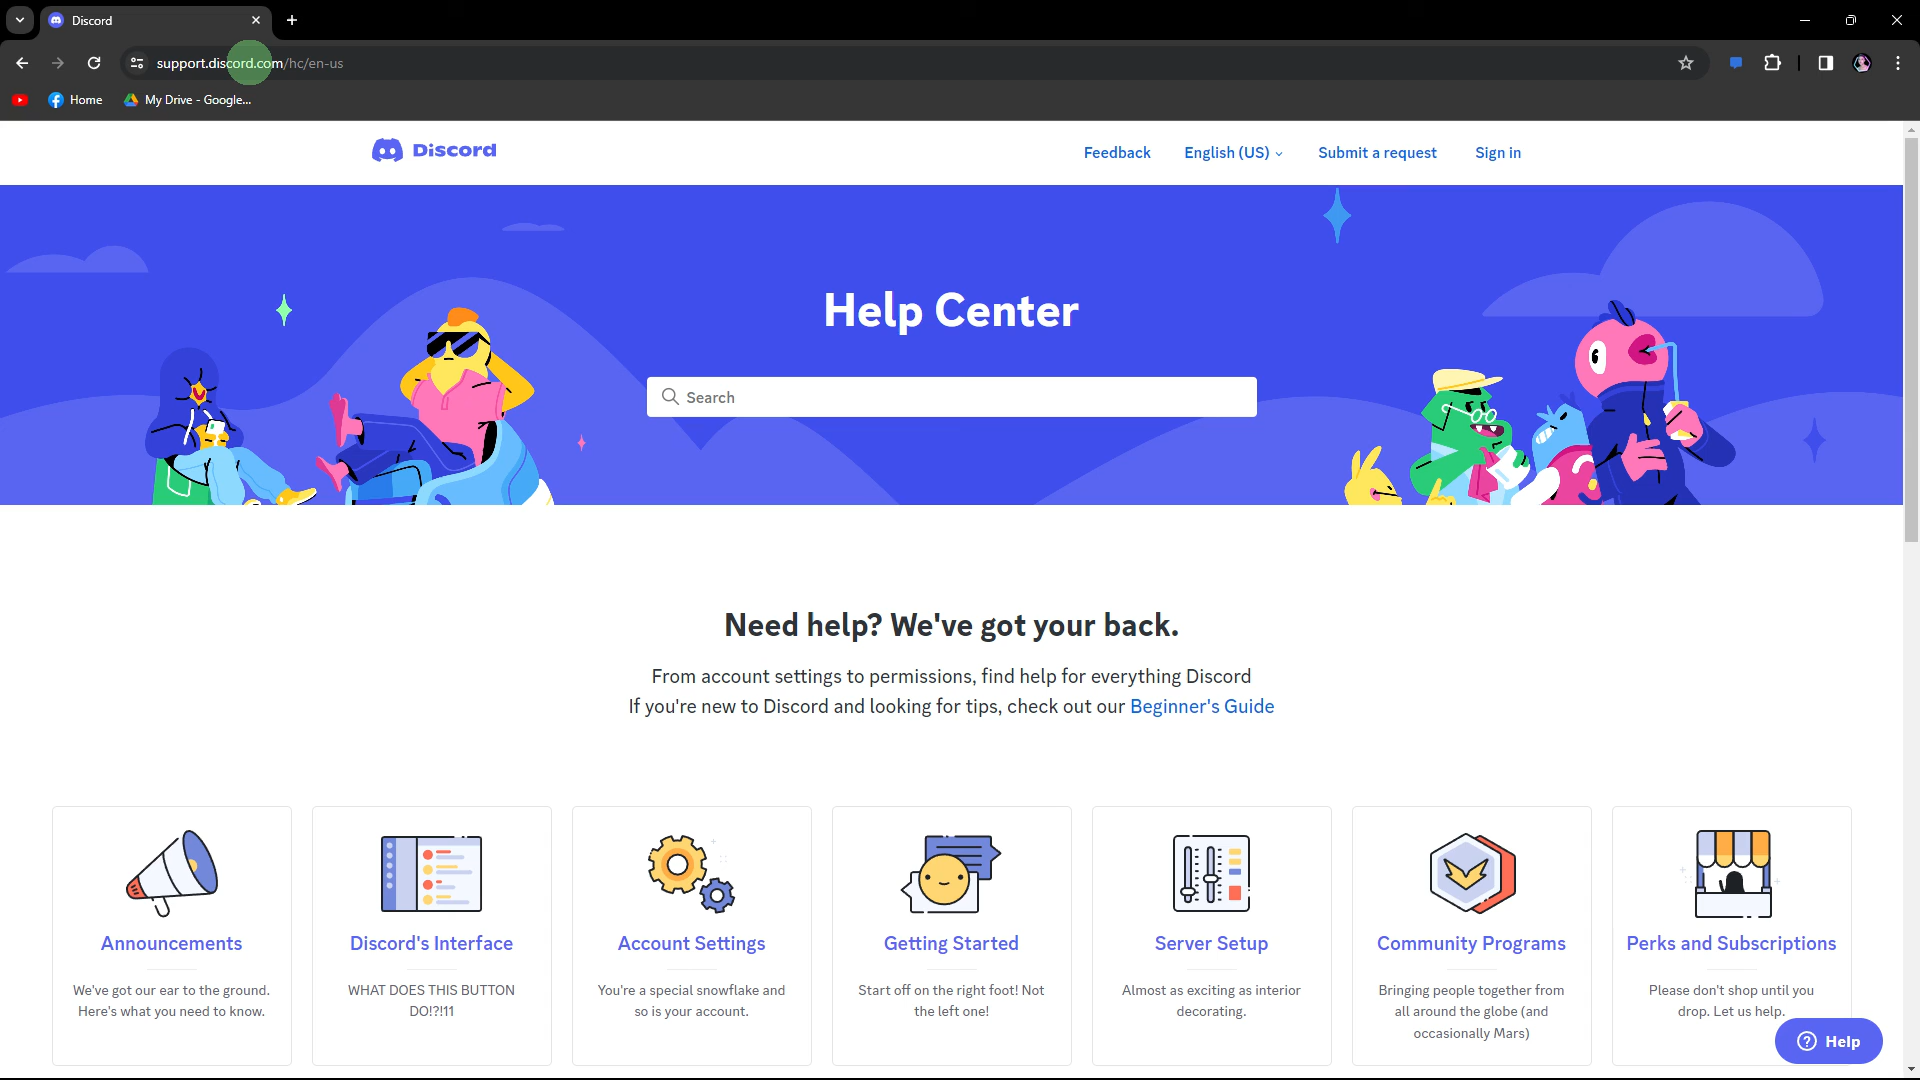 Discord
support.discord.com/hc/en-us
Home
My Drive - Google...
Discord
Feedback
English (US)
Submit a request
Sign in
Help Center
Search
Need help? We've got your back.
From account settings to permissions, find help for everything Discord
If you're new to Discord and looking for tips, check out our Beginner's Guide
Announcements
We've got our ear to the ground.
Here's what you need to know.
Discord's Interface
WHAT DOES THIS BUTTON
DO!?!11
Account Settings
You're a special snowflake and
so is your account.
Getting Started
Start off on the right foot! Not
the left one!
Server Setup
Almost as exciting as interior
decorating.
Community Programs
Bringing people together from
all around the globe (and
occasionally Mars)
Perks and Subscriptions
Please don't shop until you
drop. Let us help.
Help